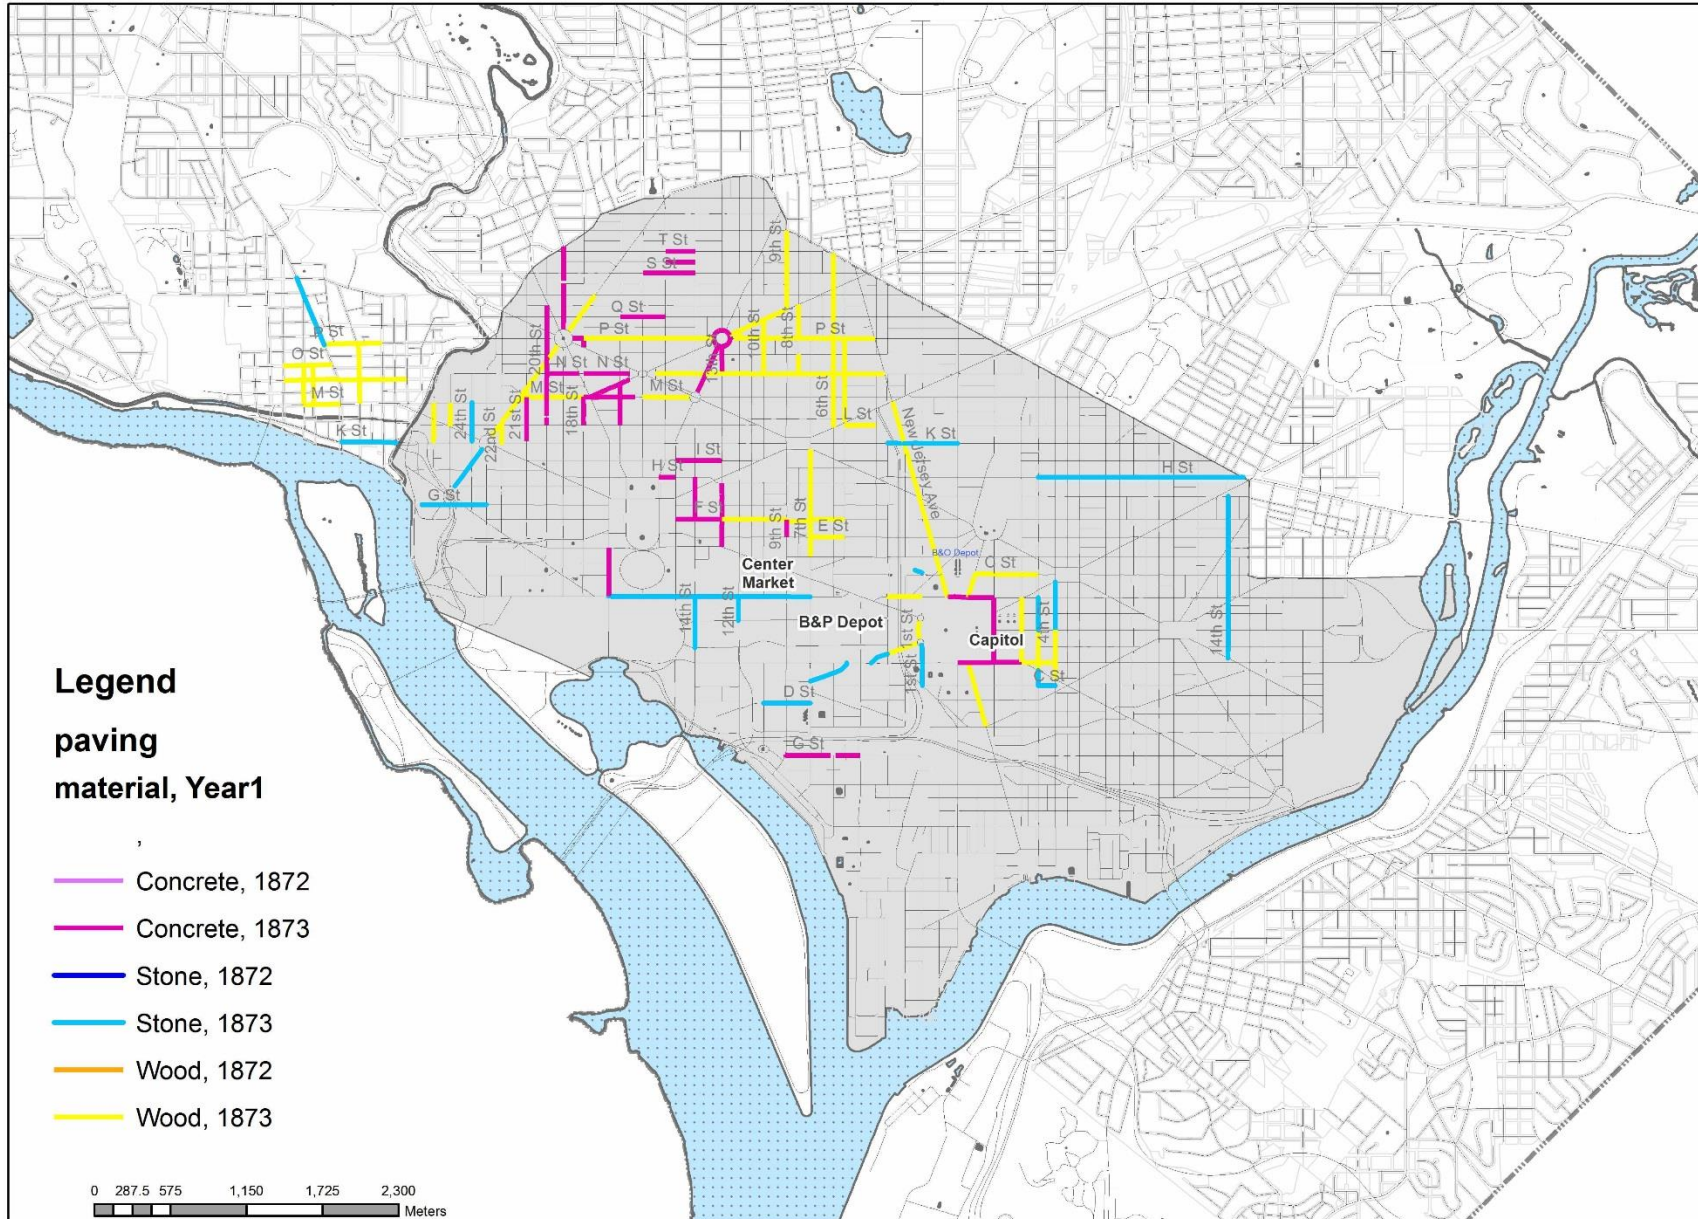 T St
S St
9th St
Q St
P St
P St
20th St
13th St
10th St
8th St
P St
O St
N St
N St
M St
M St
M St
18th St
21st St
22nd St
24th St
6th St
L St
K St
K St
New Jersey Ave
I St
H St
H St
G St
F St
9th St
7th St
E St
B&O Depot
C St
Center
Market
14th St
12th St
B&P Depot
1st St
Capitol
4th St
14th St
1st St
C St
D St
G St
Legend
paving
material, Year1
,
Concrete, 1872
Concrete, 1873
Stone, 1872
Stone, 1873
Wood, 1872
Wood, 1873
0 287.5 575 1,150 1,725 2,300
Meters